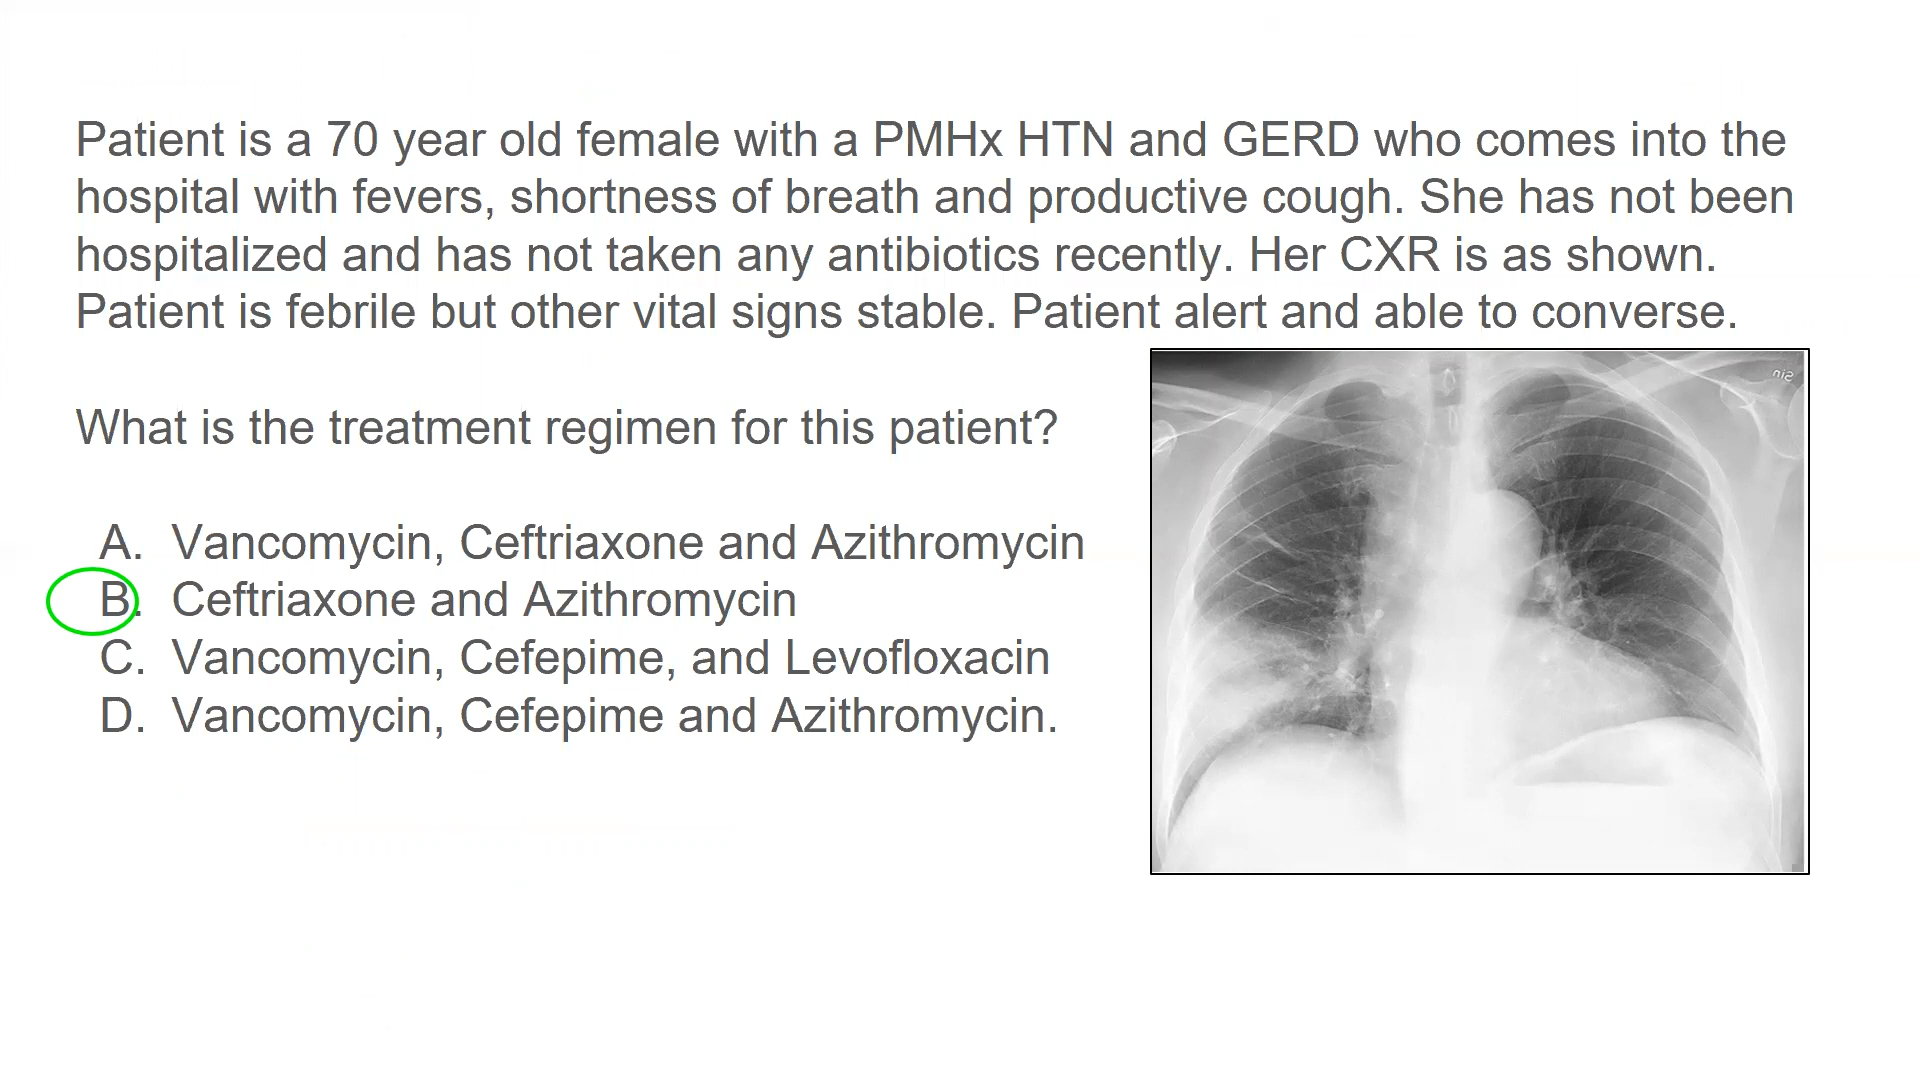 Patient is a 70 year old female with a PMHx HTN and GERD who comes into the
hospital with fevers, shortness of breath and productive cough. She has not been
hospitalized and has not taken any antibiotics recently. Her CXR is as shown.
Patient is febrile but other vital signs stable. Patient alert and able to converse.
What is the treatment regimen for this patient?
A. Vancomycin, Ceftriaxone and Azithromycin
B. Ceftriaxone and Azithromycin
C. Vancomycin, Cefepime, and Levofloxacin
D. Vancomycin, Cefepime and Azithromycin.